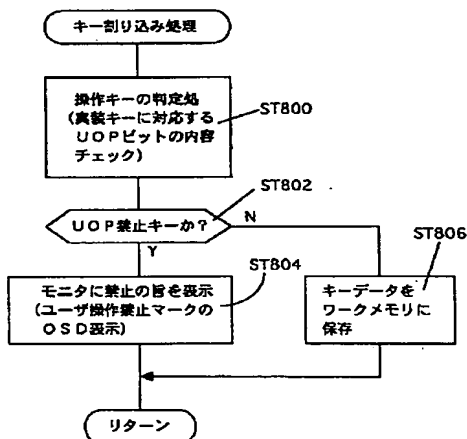 キー割り込み処理
操作キーの判定処
(実装キーに対応する
UOPビットの内容
チェック)
ST800
ST802
UOP禁止キーか?
N
Y
ST806
ST804
モニタに禁止の旨を表示
(ユーザ操作禁止マークの
OSD表示)
キーデータを
ワークメモリに
保存
リターン